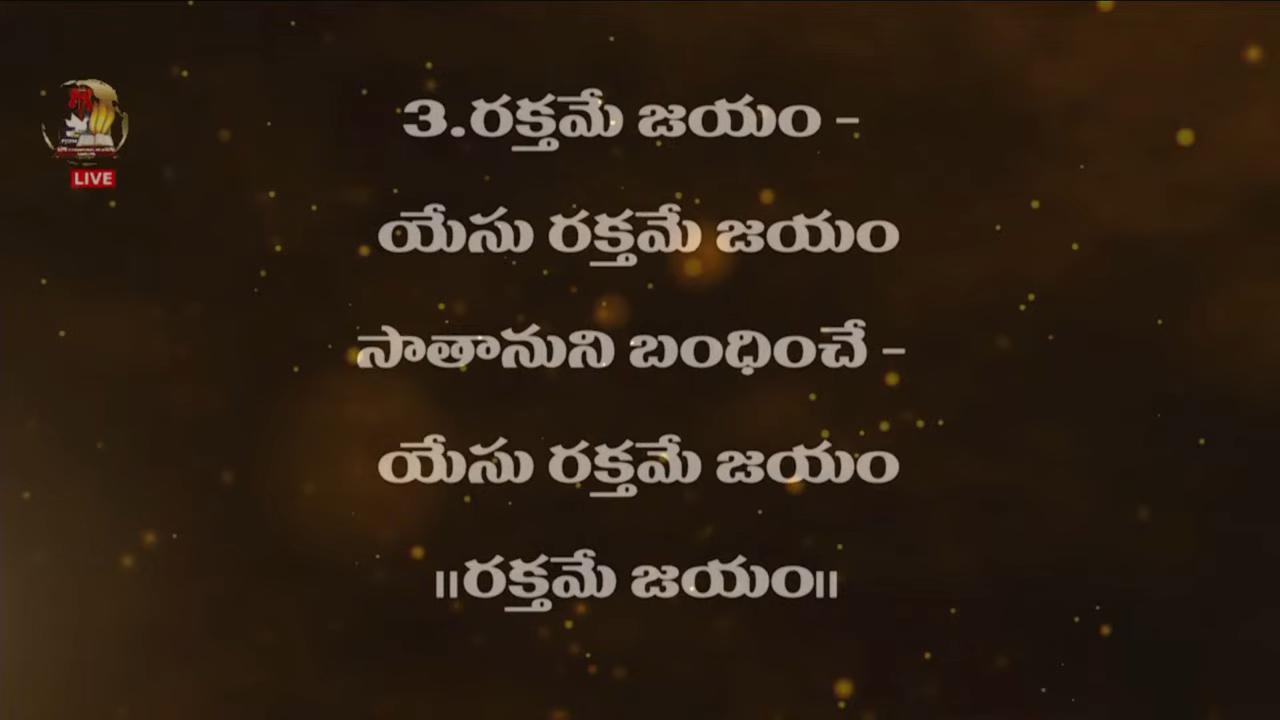 LIVE
3.రక్తమే జయం -
యేసు రక్తమే జయం
సాతానుని బంధించే -
యేసు రక్తమే జయం
||రక్తమే జయం||